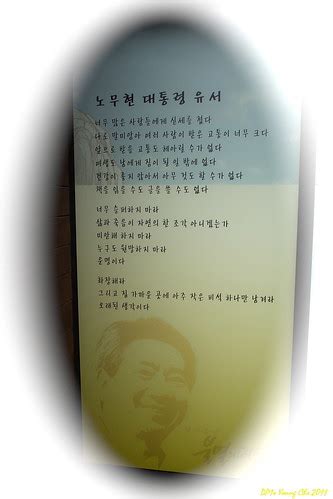 노무현 대통령 유서
너무 많은 사람들에게 신세를 졌다
나로 말미암아 여러 사람이 받은 고통이 너무 크다
앞으로 받을 고통도 헤아릴 수가 없다
여생도 남에게 짐이 될 일 밖에 없다
건강이 좋지 않아서 아무 것도 할 수가 없다
책을 읽을 수도 글을 쓸 수도 없다
너무 슬퍼하지 마라
삶과 죽음이 자연의 한 조각 아니겠는가
미안해 하지 마라
누구도 원망하지 마라
운명이다
화장해라
그리고 집 가까운 곳에 아주 작은 비석 하나만 남겨라
오래된 생각이다